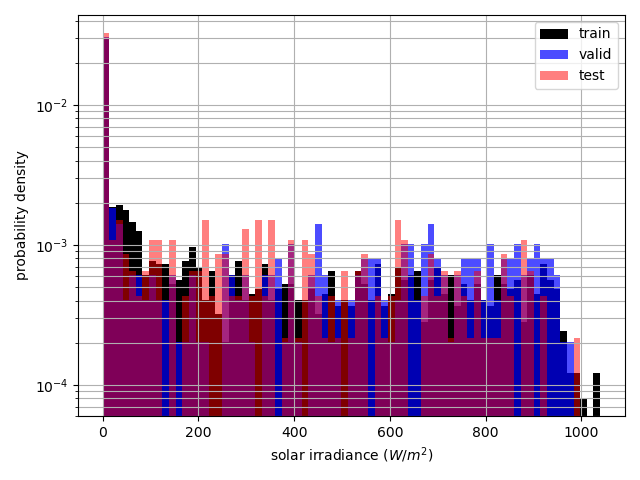 train
valid
test
10⁻²
10⁻³
10⁻⁴
probability density
0 200 400 600 800 1000
solar irradiance (W/m²)